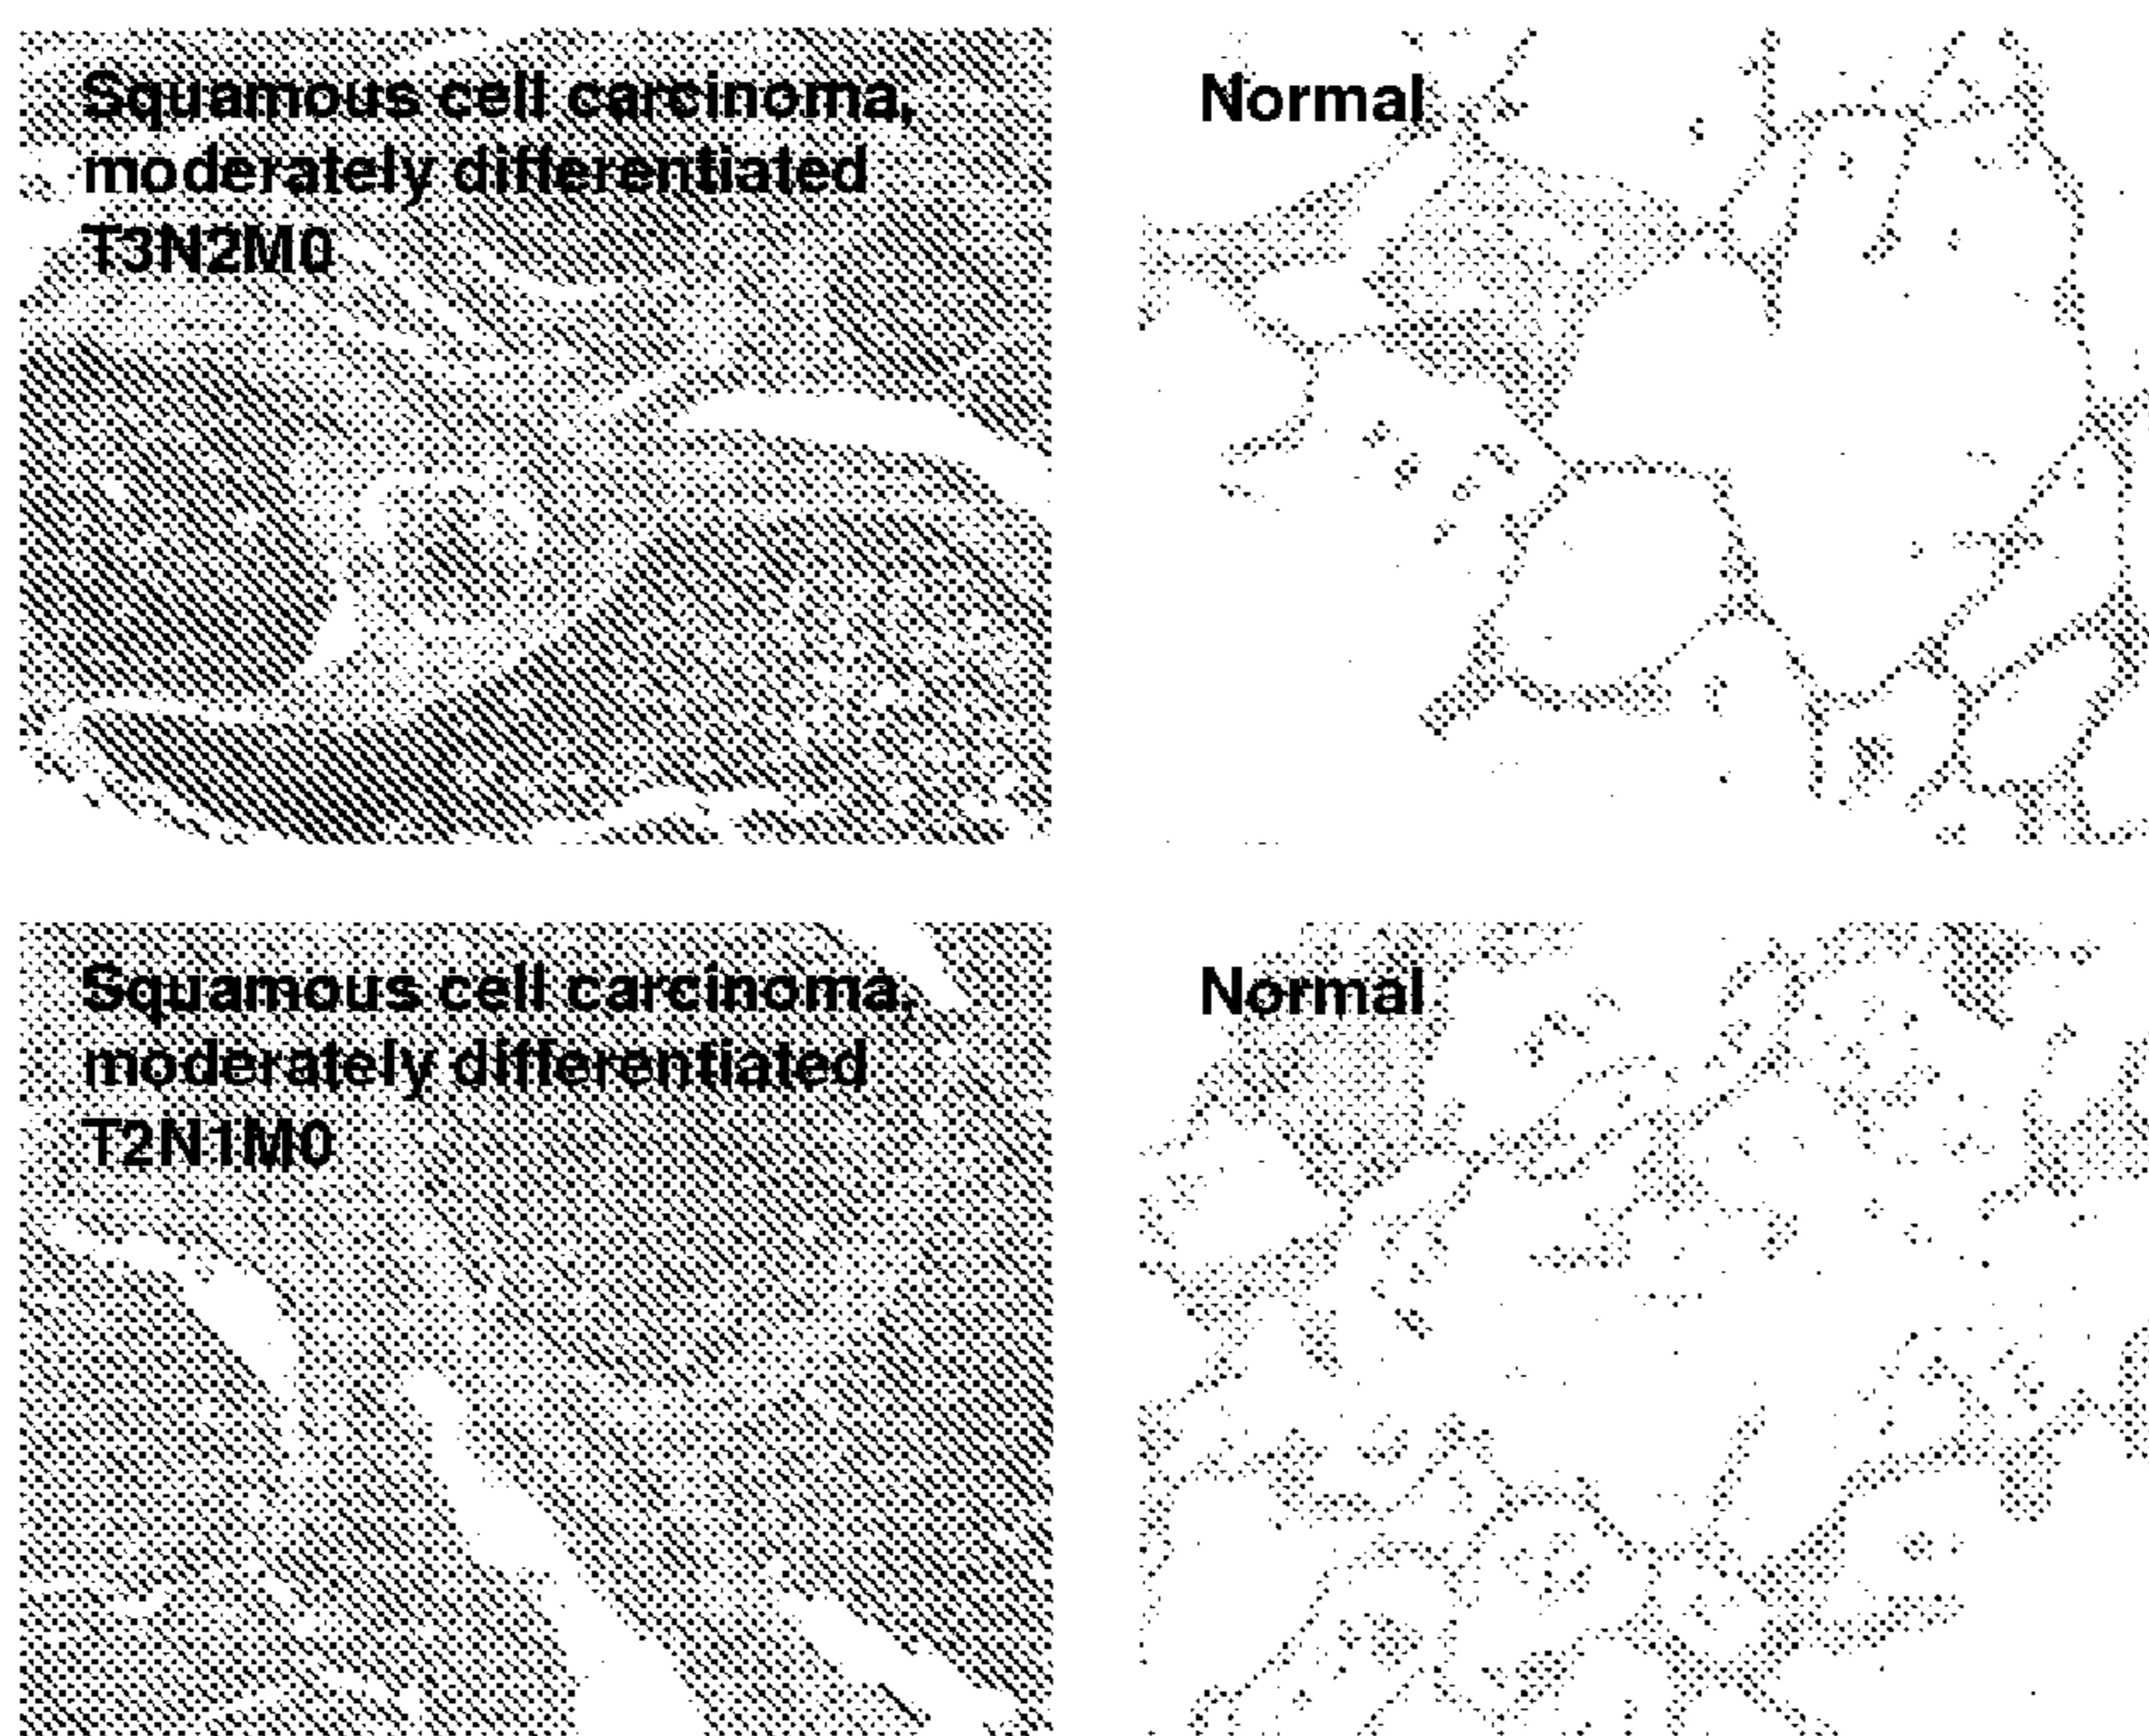 Squamous cell carcinoma,
moderately differentiated
T3N2M0
Normal
Squamous cell carcinoma,
moderately differentiated
T2N1M0
Normal